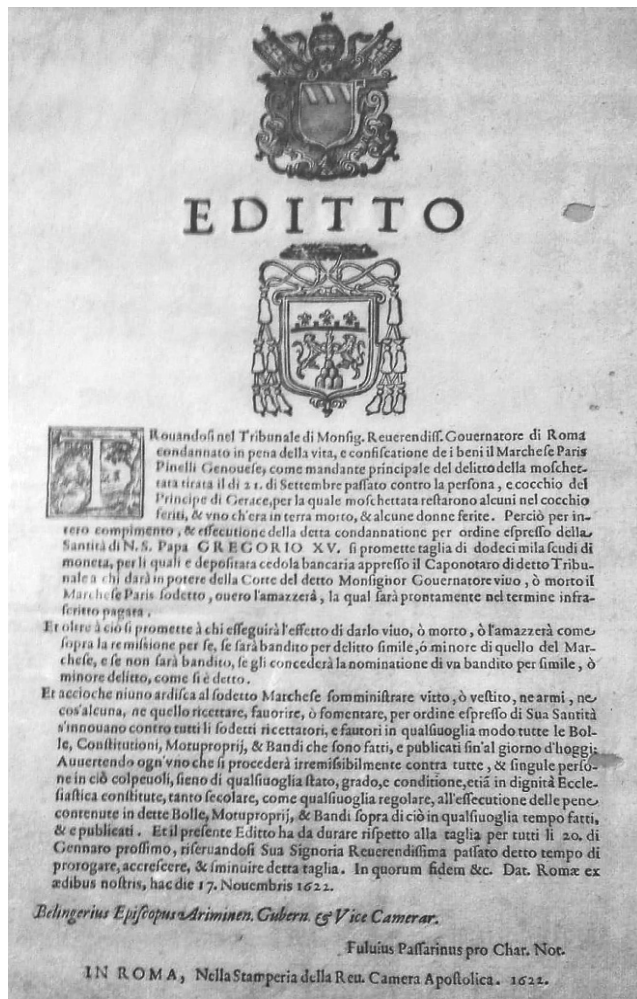 EDITTO
TRouandosi nel Tribunale di Monsig. Reuerendiss. Gouernatore di Roma
condannato in pena della vita, e confiscatione de i beni il Marchese Paris
Pinelli Genouese, come mandante principale del delitto della moschet-
tata tirata il di 21. di Settembre passato contro la persona, e cocchio del
Principe di Gerace, per la quale moschettata restarono alcuni nel cocchio
feriti, & vno ch'era in terra morto, & alcune donne ferite. Perciò per in-
tero compimento, & essecutione della detta condannatione per ordine espresso della
Santità di N. S. Papa GREGORIO XV. si promette taglia di dodeci mila scudi di
moneta, per li quali e depositata cedola bancaria appresso il Caponotaro di detto Tribu-
nale a chi darà in potere della Corte del detto Monsignor Gouernatore viuo, ò morto il
Marchese Paris sodetto, ouero l'amazzerà, la qual sarà prontamente nel termine infra-
scritto pagata.
Et oltre à ciò si promette à chi esseguirà l'effetto di darlo viuo, ò morto, ò l'amazzerà come
sopra la remissione per se, se sarà bandito per delitto simile, ó minore di quello del Mar-
chese, e se non sarà bandito, se gli concederà la nominatione di vn bandito per simile, ò
minore delitto, come si è detto.
Et accioche niuno ardisca al sodetto Marchese somministrare vitto, ò vestito, ne armi, ne
cos'alcuna, ne quello ricettare, fauorire, ò fomentare, per ordine espresso di Sua Santità
s'innouano contro tutti li sodetti ricettatori, e fautori in qualsiuoglia modo tutte le Bol-
le, Constitutioni, Motuproprij, & Bandi che sono fatti, e publicati sin'al giorno d'hoggi:
Auuertendo ogn'vno che si procederà irremissibilmente contra tutte, & singule perso-
ne in ciò colpeuoli, sieno di qualsiuoglia stato, grado, e conditione, etiã in dignità Eccle-
siastica constitute, tanto secolare, come qualsiuoglia regolare, all'essecutione delle pene
contenute in dette Bolle, Motuproprij, & Bandi sopra di ciò in qualsiuoglia tempo fatti,
& e publicati. Et il presente Editto ha da durare rispetto alla taglia per tutti li 20. di
Gennaro prossimo, riseruandosi Sua Signoria Reuerendissima passato detto tempo di
prorogare, accrescere, & sminuire detta taglia. In quorum fidem &c. Dat. Romæ ex
ædibus nostris, hac die 17. Nouembris 1622.
Belingerius Episcopus Ariminen. Gubern. & Vice Camerar.
Fuluius Passarinus pro Char. Not.
IN ROMA, Nella Stamperia della Reu. Camera Apostolica. 1622.